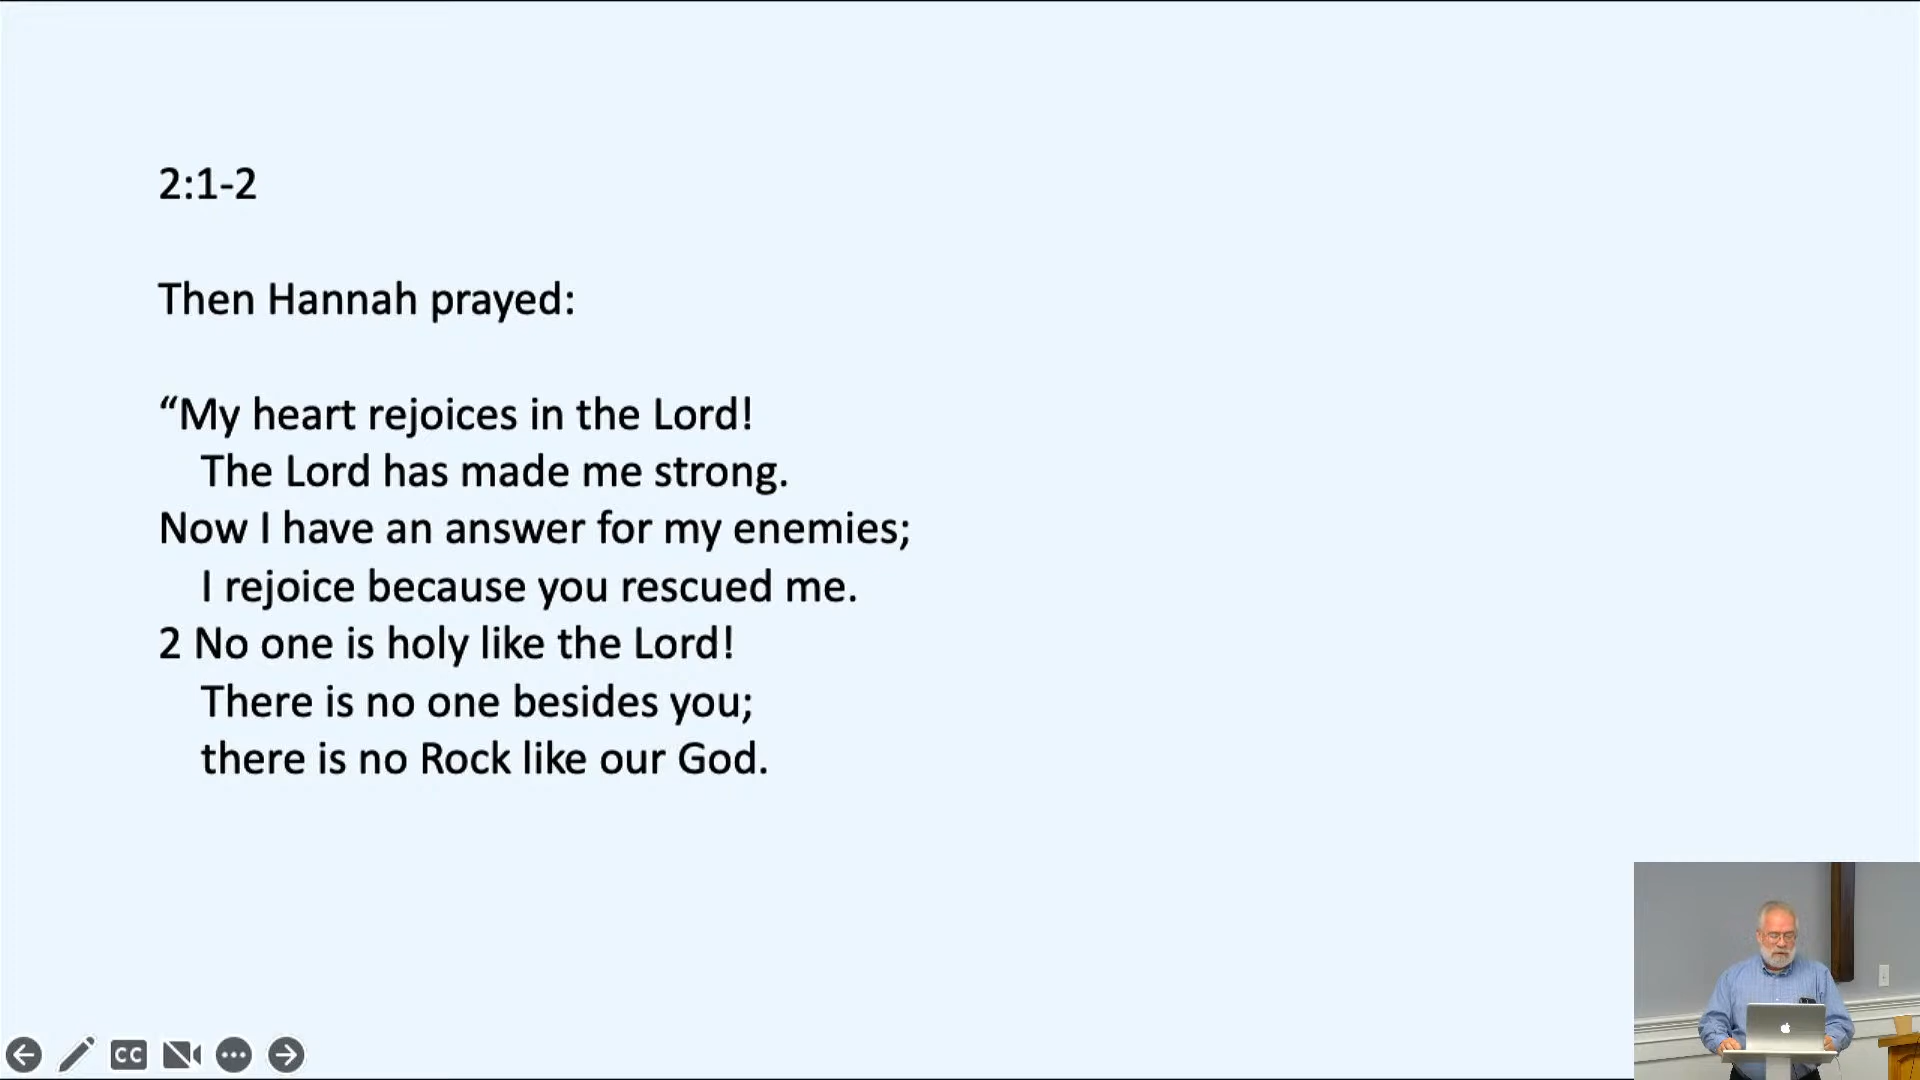 2:1-2
Then Hannah prayed:
“My heart rejoices in the Lord!
The Lord has made me strong.
Now I have an answer for my enemies;
I rejoice because you rescued me.
2 No one is holy like the Lord!
There is no one besides you;
there is no Rock like our God.
CC